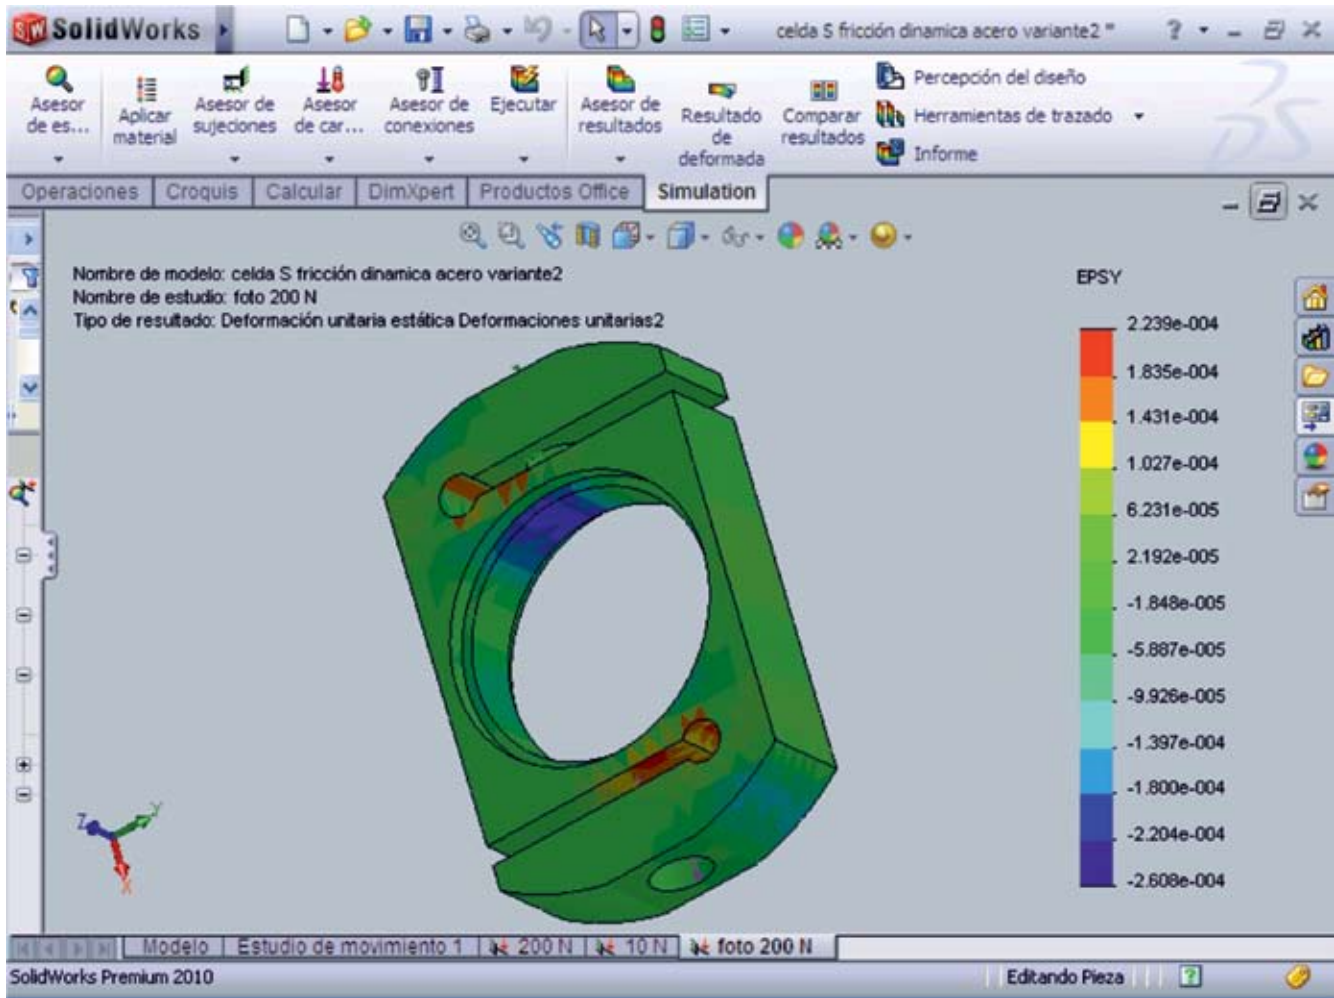 SolidWorks
celda S fricción dinamica acero variante2 *
Asesor de es...
Aplicar material
Asesor de sujeciones
Asesor de car...
Asesor de conexiones
Ejecutar
Asesor de resultados
Resultado de deformada
Comparar resultados
Percepción del diseño
Herramientas de trazado
Informe
Operaciones Croquis Calcular DimXpert Productos Office Simulation
Nombre de modelo: celda S fricción dinamica acero variante2
Nombre de estudio: foto 200 N
Tipo de resultado: Deformación unitaria estática Deformaciones unitarias2
EPSY
2.239e-004
1.835e-004
1.431e-004
1.027e-004
6.231e-005
2.192e-005
-1.848e-005
-5.887e-005
-9.926e-005
-1.397e-004
-1.800e-004
-2.204e-004
-2.608e-004
Z
Y
X
Modelo Estudio de movimiento 1 200 N 10 N foto 200 N
SolidWorks Premium 2010 Editando Pieza